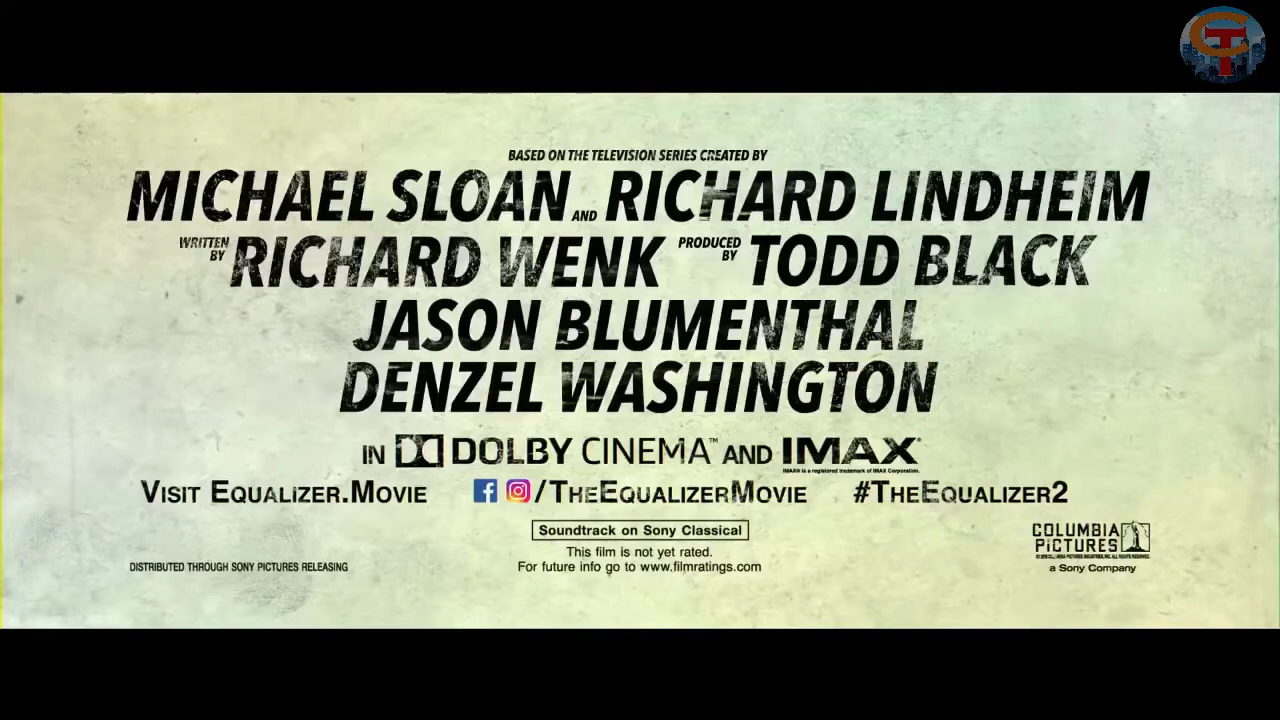 CT
BASED ON THE TELEVISION SERIES CREATED BY
MICHAEL SLOAN AND RICHARD LINDHEIM
WRITTEN BY RICHARD WENK PRODUCED BY TODD BLACK
JASON BLUMENTHAL
DENZEL WASHINGTON
IN DOLBY CINEMA™ AND IMAX®
IMAX® is a registered trademark of IMAX Corporation.
VISIT EQUALIZER.MOVIE f /THEEQUALIZERMOVIE #THEEQUALIZER2
Soundtrack on Sony Classical
This film is not yet rated.
For future info go to www.filmratings.com
DISTRIBUTED THROUGH SONY PICTURES RELEASING
COLUMBIA
PICTURES
a Sony Company